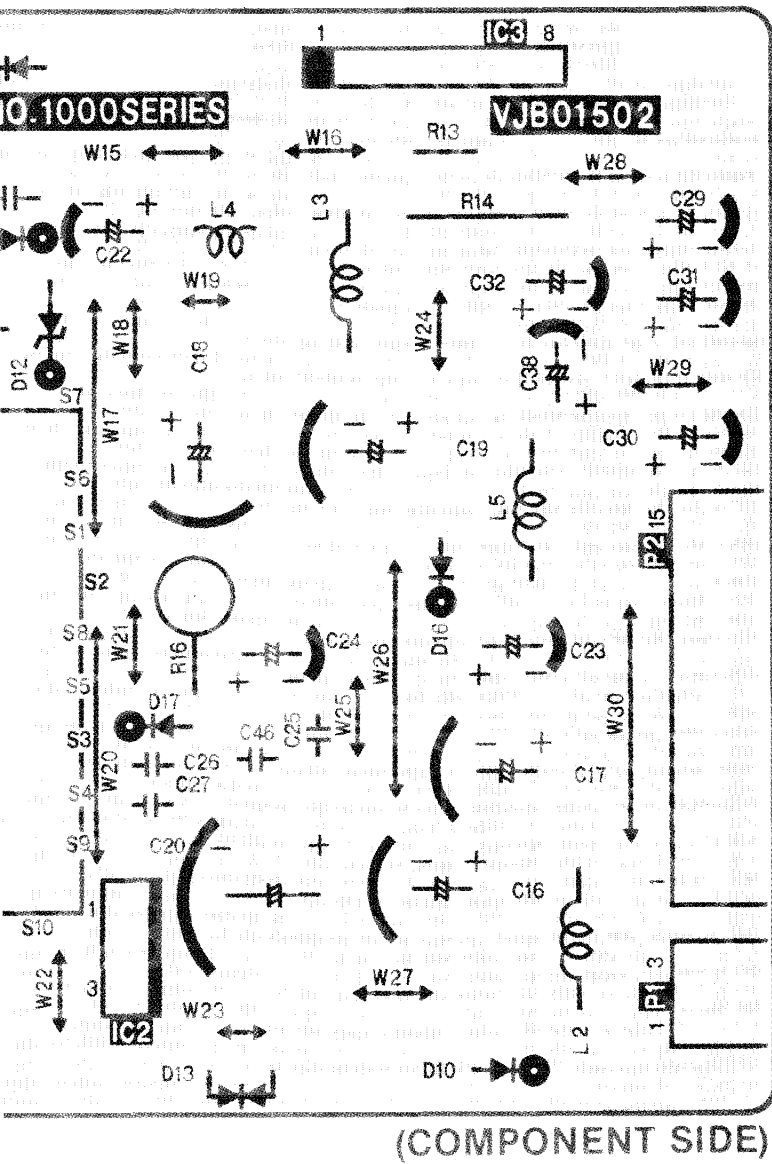 IC3
1 8
NO.1000SERIES
VJB01502
W15
W16
R13
W28
L4
L3
R14
C29
C22
C32
C31
W19
W18
C18
W24
C38
W29
D12
S7
W17
C19
C30
S6
L5
S1
P2 15
S2
D16
S8
W21
R16
C24
W26
C23
S5
D17
W25
W30
S3
C46
C25
C26
W20
C27
C17
S4
S9
C20
C16
1
1
S10
W22
3
W27
P1 3
1
W23
IC2
L2
D13
D10
(COMPONENT SIDE)